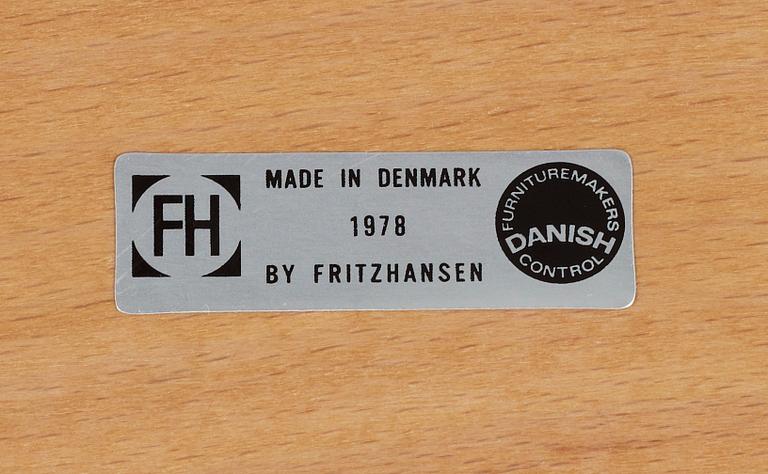 FH
MADE IN DENMARK
1978
BY FRITZHANSEN
FURNITUREMAKERS
DANISH
CONTROL